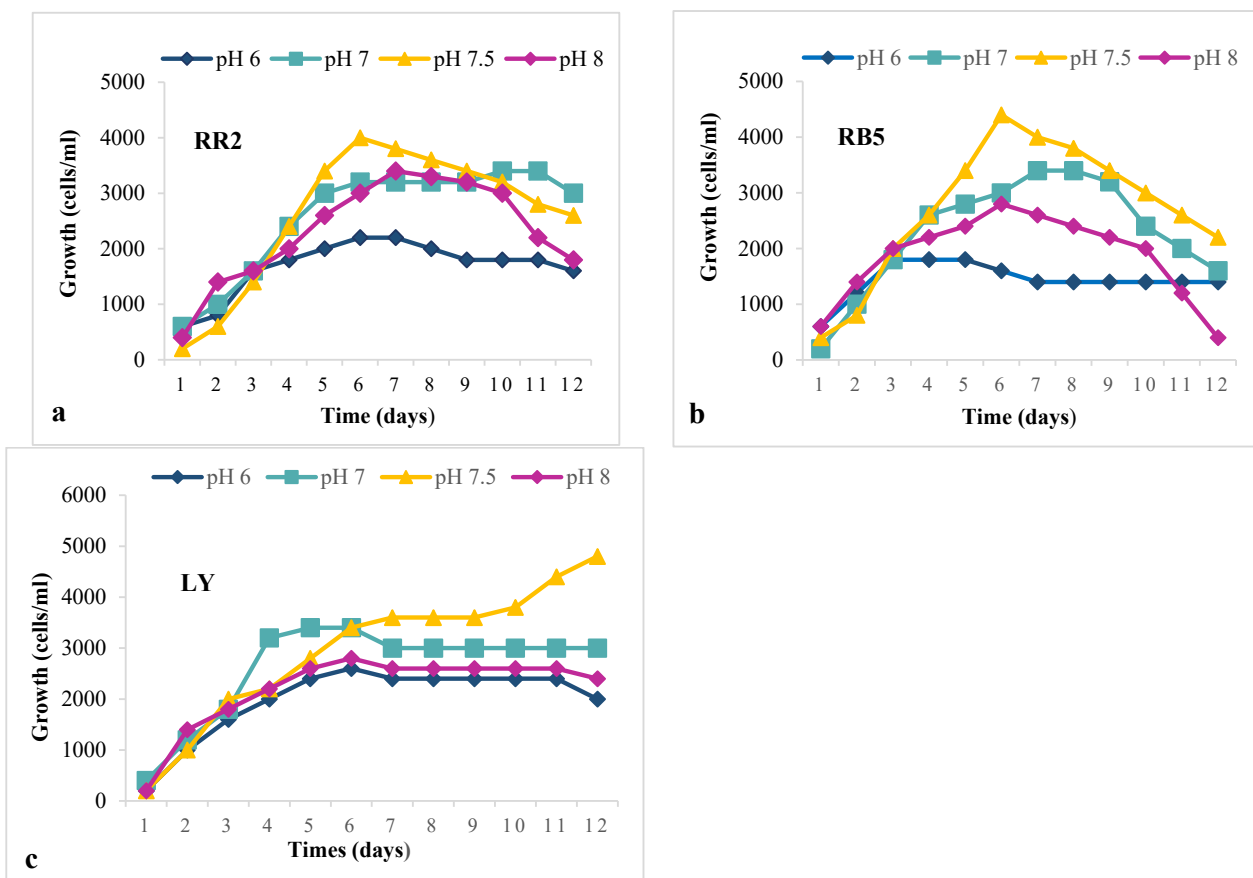 pH 6 pH 7 pH 7.5 pH 8
5000
4000
3000
2000
1000
0
RR2
Growth (cells/ml)
1 2 3 4 5 6 7 8 9 10 11 12
Time (days)
a
pH 6 pH 7 pH 7.5 pH 8
5000
4000
3000
2000
1000
0
RB5
Growth (cells/ml)
1 2 3 4 5 6 7 8 9 10 11 12
Time (days)
b
pH 6 pH 7 pH 7.5 pH 8
6000
5000
4000
3000
2000
1000
0
LY
Growth (cells/ml)
1 2 3 4 5 6 7 8 9 10 11 12
Times (days)
c